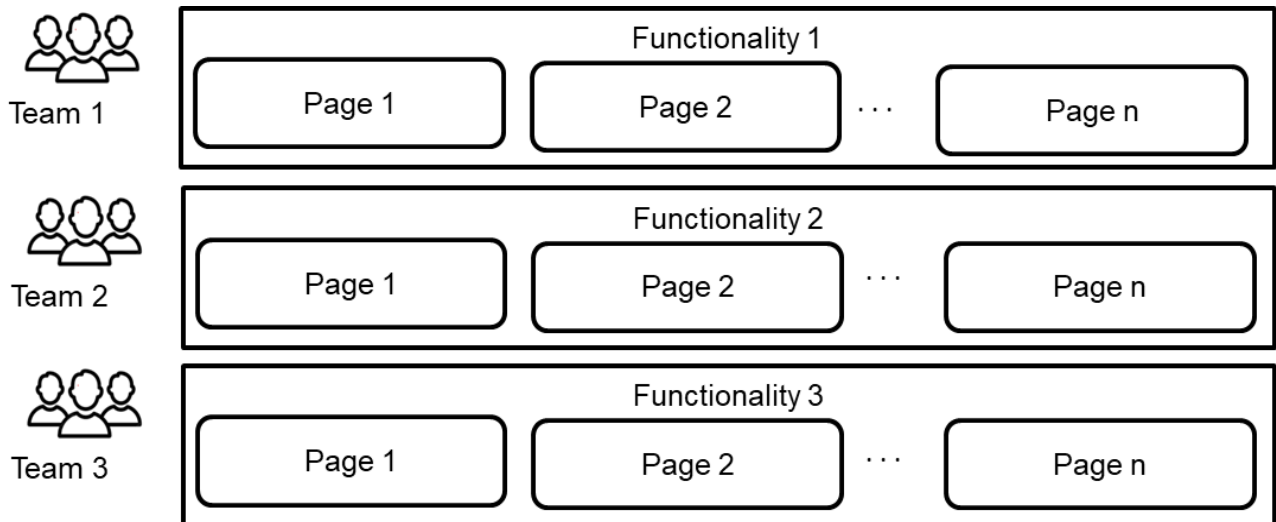 Functionality 1
Page 1
Page 2
. . .
Page n
Team 1
Functionality 2
Page 1
Page 2
. . .
Page n
Team 2
Functionality 3
Page 1
Page 2
. . .
Page n
Team 3